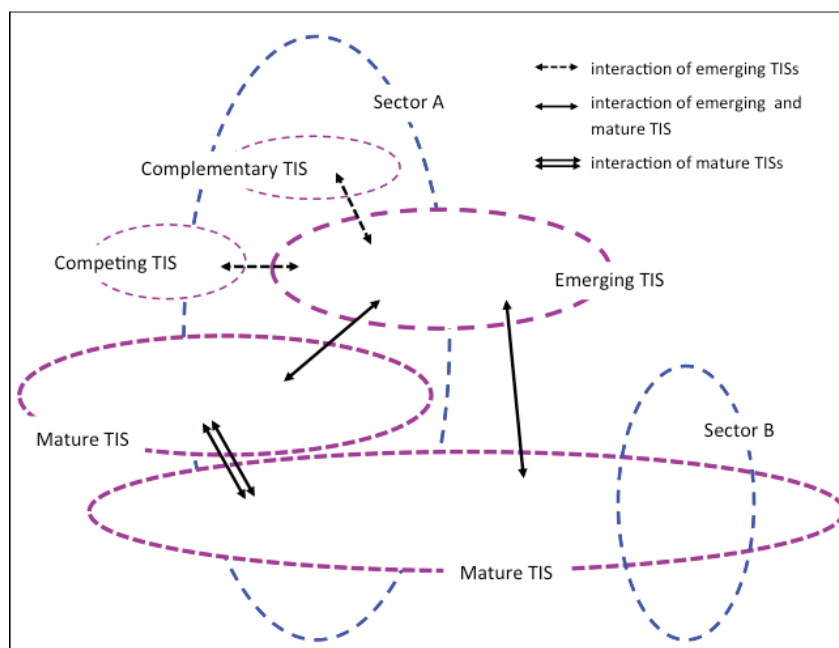 interaction of emerging TISs
Sector A
interaction of emerging and
mature TIS
interaction of mature TISs
Complementary TIS
Competing TIS
Emerging TIS
Mature TIS
Sector B
Mature TIS